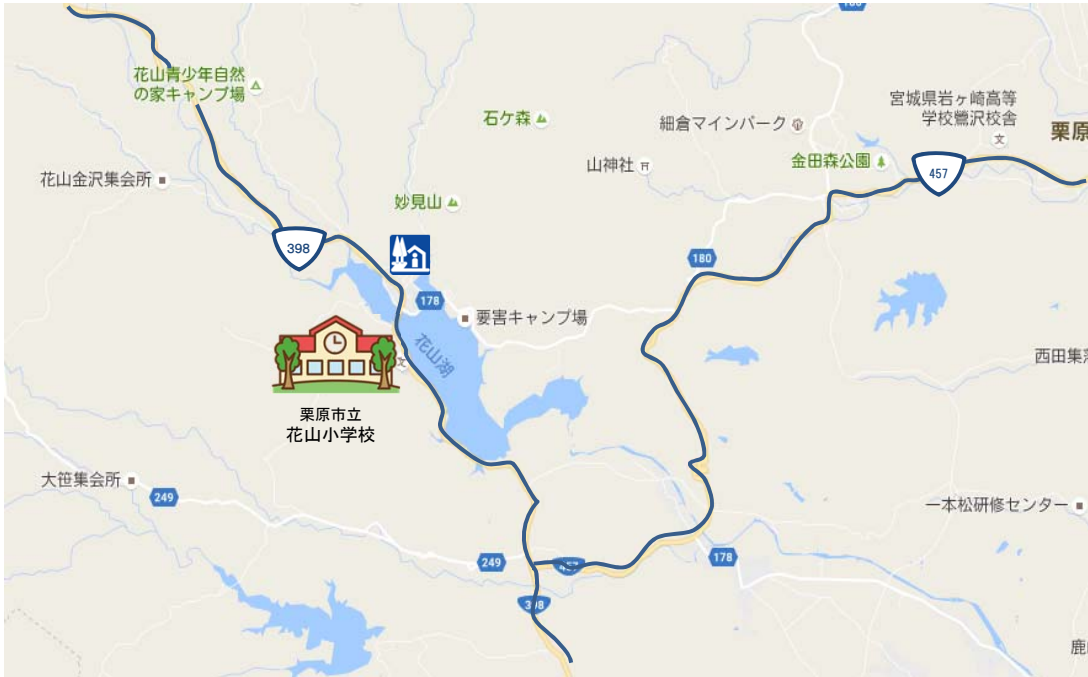 花山青少年自然
の家キャンプ場
石ケ森
細倉マインパーク
宮城県岩ヶ崎高等
学校鶯沢校舎
栗原
山神社
金田森公園
457
花山金沢集会所
妙見山
398
180
178
要害キャンプ場
花山湖
西田集落
栗原市立
花山小学校
大笹集会所
249
一本松研修センター
249
457
178
398